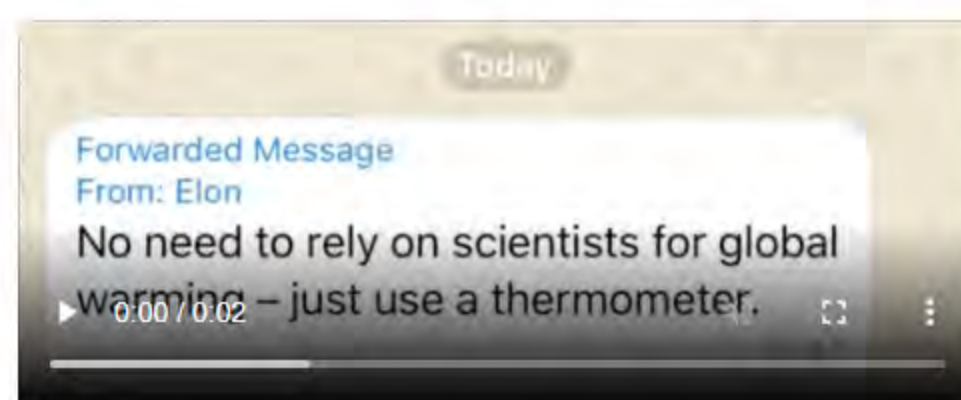 Today
Forwarded Message
From: Elon
No need to rely on scientists for global
warming – just use a thermometer.
0:00 / 0:02